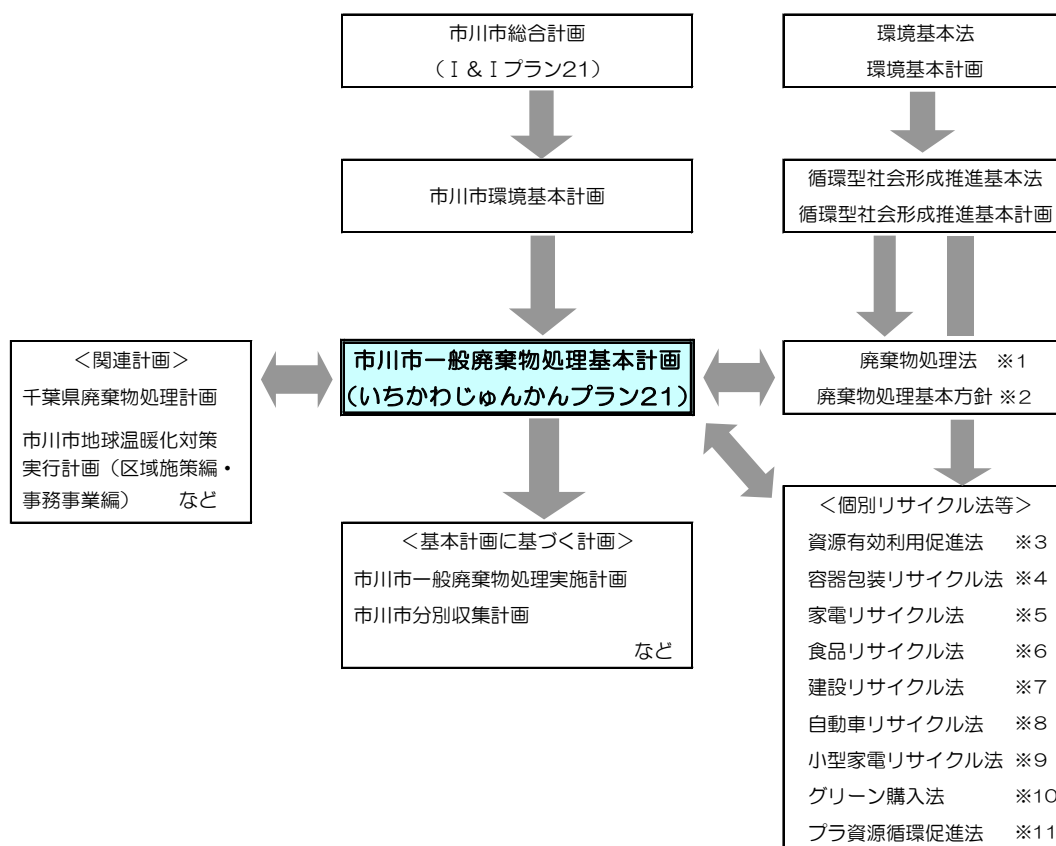 市川市総合計画
(I&Iプラン21)
環境基本法
環境基本計画
市川市環境基本計画
循環型社会形成推進基本法
循環型社会形成推進基本計画
<関連計画>
千葉県廃棄物処理計画
市川市地球温暖化対策
実行計画(区域施策編・
事務事業編) など
市川市一般廃棄物処理基本計画
(いちかわじゅんかんプラン21)
廃棄物処理法 ※1
廃棄物処理基本方針 ※2
<基本計画に基づく計画>
市川市一般廃棄物処理実施計画
市川市分別収集計画
など
<個別リサイクル法等>
資源有効利用促進法 ※3
容器包装リサイクル法 ※4
家電リサイクル法 ※5
食品リサイクル法 ※6
建設リサイクル法 ※7
自動車リサイクル法 ※8
小型家電リサイクル法 ※9
グリーン購入法 ※10
プラ資源循環促進法 ※11